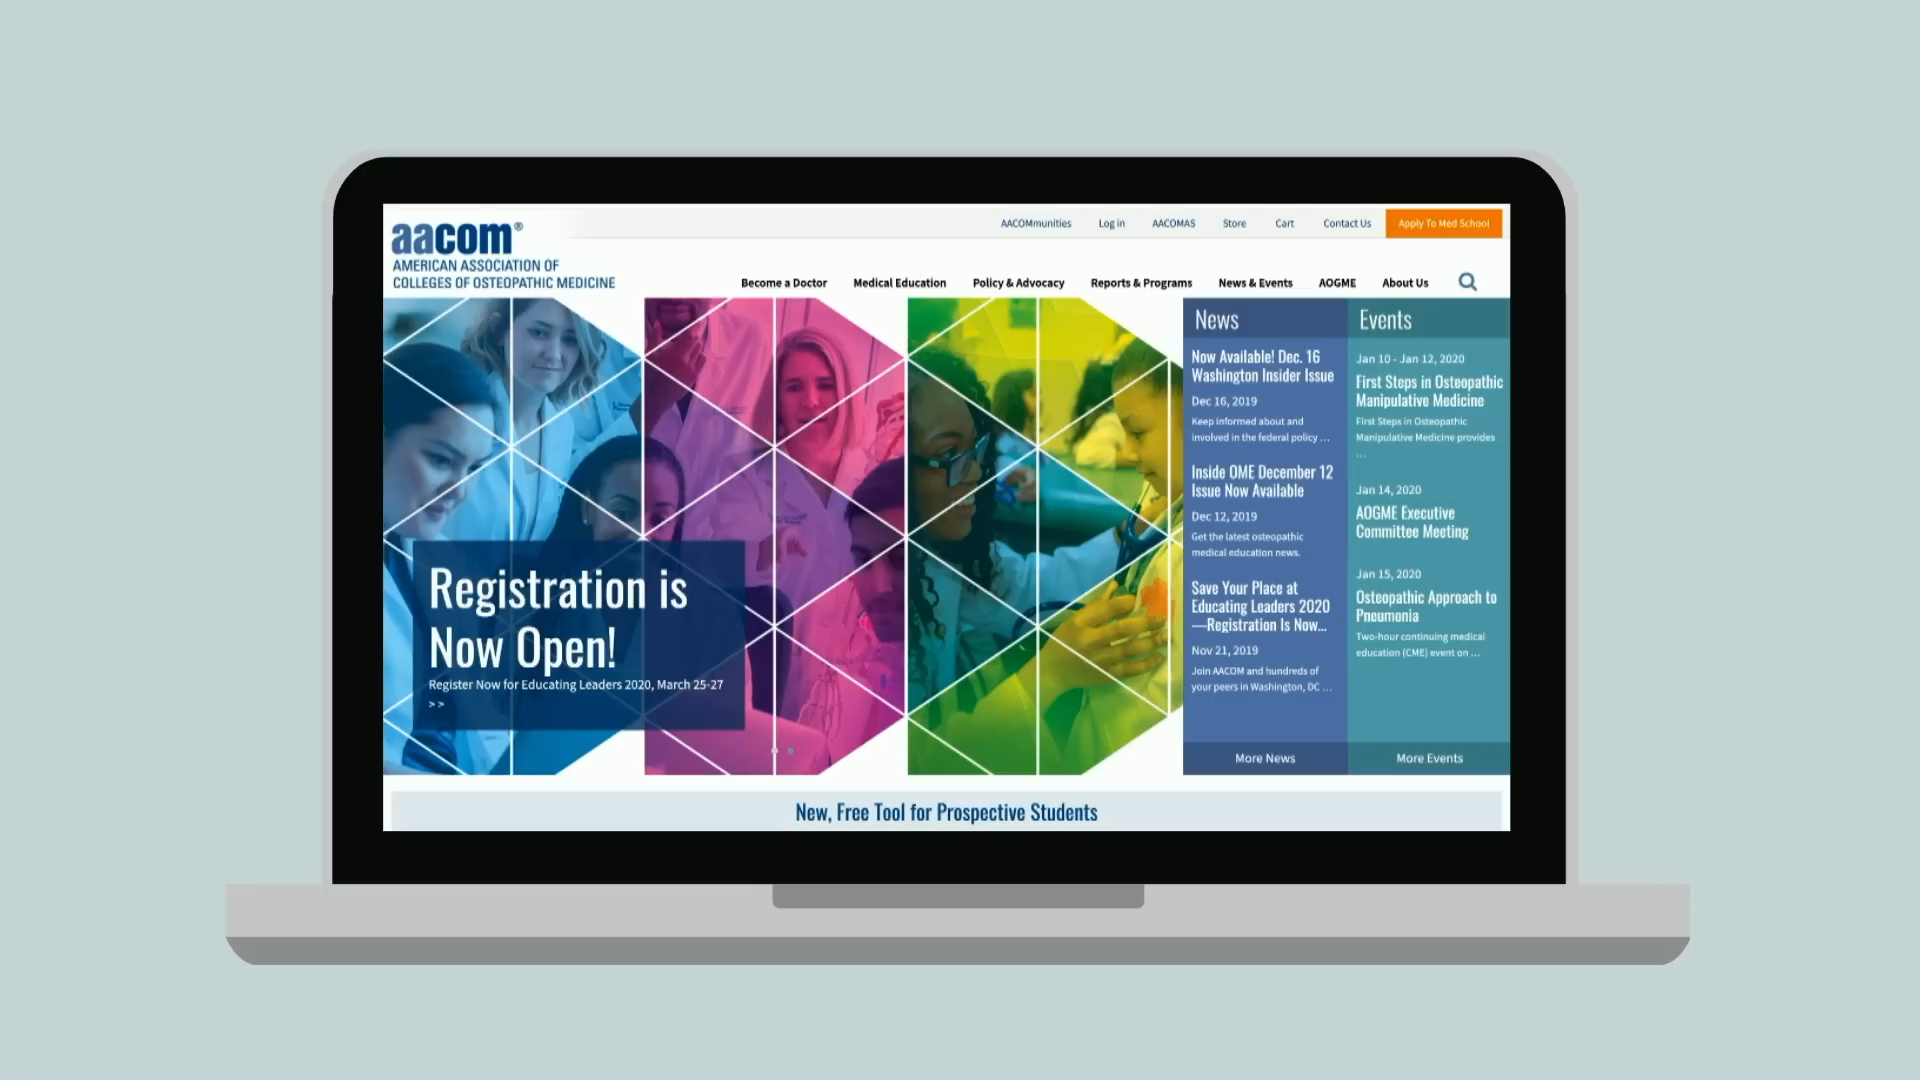 aacom®
AMERICAN ASSOCIATION OF
COLLEGES OF OSTEOPATHIC MEDICINE
AACOMmunities Log in AACOMAS Store Cart Contact Us Apply To Med School
Become a Doctor Medical Education Policy & Advocacy Reports & Programs News & Events AOGME About Us
Registration is
Now Open!
Register Now for Educating Leaders 2020, March 25-27
> >
News
Now Available! Dec. 16
Washington Insider Issue
Dec 16, 2019
Keep informed about and
involved in the federal policy ...
Inside OME December 12
Issue Now Available
Dec 12, 2019
Get the latest osteopathic
medical education news.
Save Your Place at
Educating Leaders 2020
—Registration Is Now...
Nov 21, 2019
Join AACOM and hundreds of
your peers in Washington, DC ...
More News
Events
Jan 10 - Jan 12, 2020
First Steps in Osteopathic
Manipulative Medicine
First Steps in Osteopathic
Manipulative Medicine provides
...
Jan 14, 2020
AOGME Executive
Committee Meeting
Jan 15, 2020
Osteopathic Approach to
Pneumonia
Two-hour continuing medical
education (CME) event on ...
More Events
New, Free Tool for Prospective Students